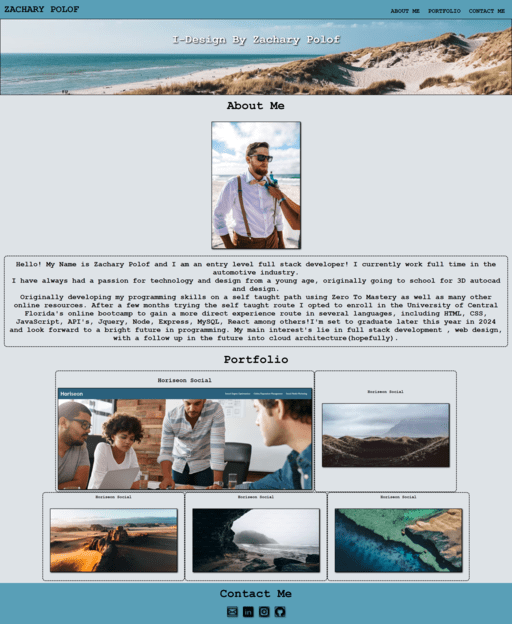 ZACHARY POLOF
ABOUT ME PORTFOLIO CONTACT ME
I-Design By Zachary Polof
About Me
Hello! My Name is Zachary Polof and I am an entry level full stack developer! I currently work full time in the
automotive industry.
I have always had a passion for technology and design from a young age, originally going to school for 3D autocad
and design.
Originally developing my programming skills on a self taught path using Zero To Mastery as well as many other
online resources. After a few months trying the self taught route I opted to enroll in the University of Central
Florida's online bootcamp to gain a more direct experience route in several languages, including HTML, CSS,
JavaScript, API's, Jquery, Node, Express, MySQL, React among others!I'm set to graduate later this year in 2024
and look forward to a bright future in programming. My main interest's lie in full stack development , web design,
with a follow up in the future into cloud architecture(hopefully).
Portfolio
Horiseon Social
Horiseon
Horiseon Social
Horiseon Social
Horiseon Social
Horiseon Social
Contact Me
in